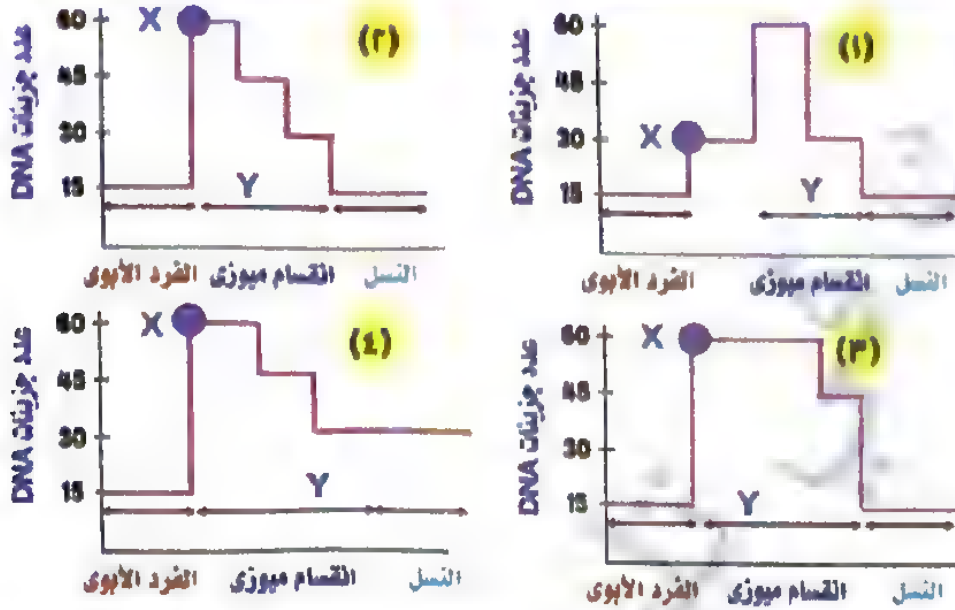 (١)
عدد جزيئات DNA
60
45
30
15
X
Y
الفرد الأبوى
انقسام ميوزى
النسل
(٢)
عدد جزيئات DNA
60
45
30
15
X
Y
الفرد الأبوى
انقسام ميوزى
النسل
(٣)
عدد جزيئات DNA
60
45
30
15
X
Y
الفرد الأبوى
انقسام ميوزى
النسل
(٤)
عدد جزيئات DNA
60
45
30
15
X
Y
الفرد الأبوى
انقسام ميوزى
النسل